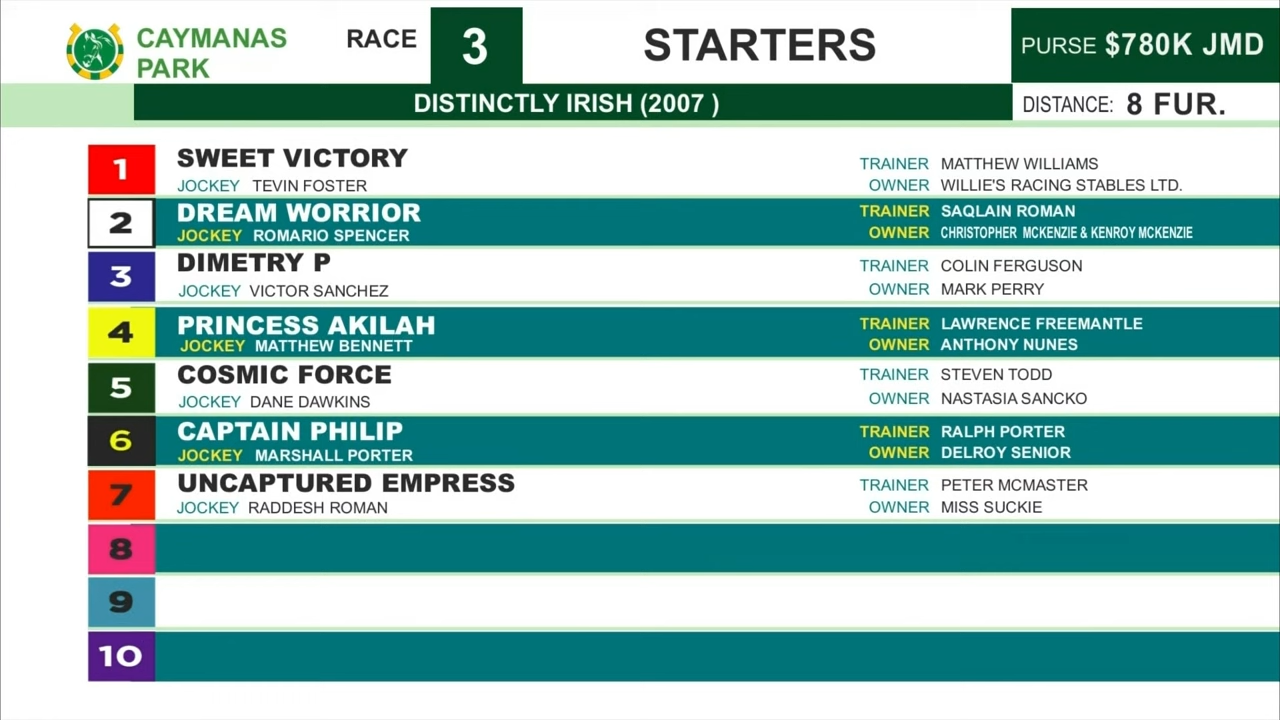 CAYMANAS PARK
RACE 3 STARTERS PURSE $780K JMD
DISTINCTLY IRISH (2007 ) DISTANCE: 8 FUR.
1 SWEET VICTORY
JOCKEY TEVIN FOSTER
TRAINER MATTHEW WILLIAMS
OWNER WILLIE'S RACING STABLES LTD.
2 DREAM WORRIOR
JOCKEY ROMARIO SPENCER
TRAINER SAQLAIN ROMAN
OWNER CHRISTOPHER MCKENZIE & KENROY MCKENZIE
3 DIMETRY P
JOCKEY VICTOR SANCHEZ
TRAINER COLIN FERGUSON
OWNER MARK PERRY
4 PRINCESS AKILAH
JOCKEY MATTHEW BENNETT
TRAINER LAWRENCE FREEMANTLE
OWNER ANTHONY NUNES
5 COSMIC FORCE
JOCKEY DANE DAWKINS
TRAINER STEVEN TODD
OWNER NASTASIA SANCKO
6 CAPTAIN PHILIP
JOCKEY MARSHALL PORTER
TRAINER RALPH PORTER
OWNER DELROY SENIOR
7 UNCAPTURED EMPRESS
JOCKEY RADDESH ROMAN
TRAINER PETER MCMASTER
OWNER MISS SUCKIE
8
9
10